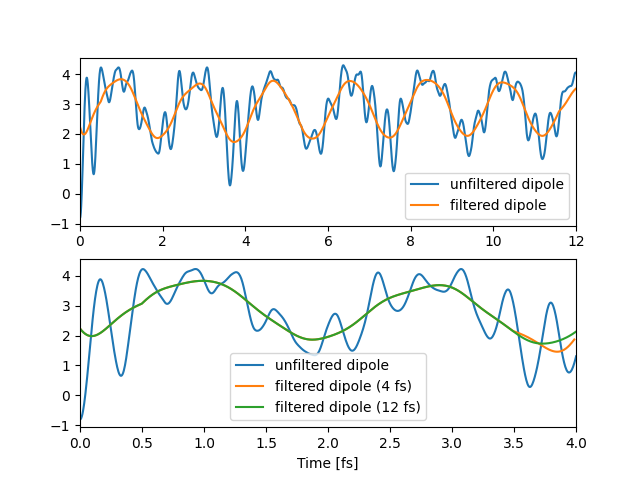 4
3
2
1
0
−1
unfiltered dipole
filtered dipole
0 2 4 6 8 10 12
4
3
2
1
0
−1
unfiltered dipole
filtered dipole (4 fs)
filtered dipole (12 fs)
0.0 0.5 1.0 1.5 2.0 2.5 3.0 3.5 4.0
Time [fs]